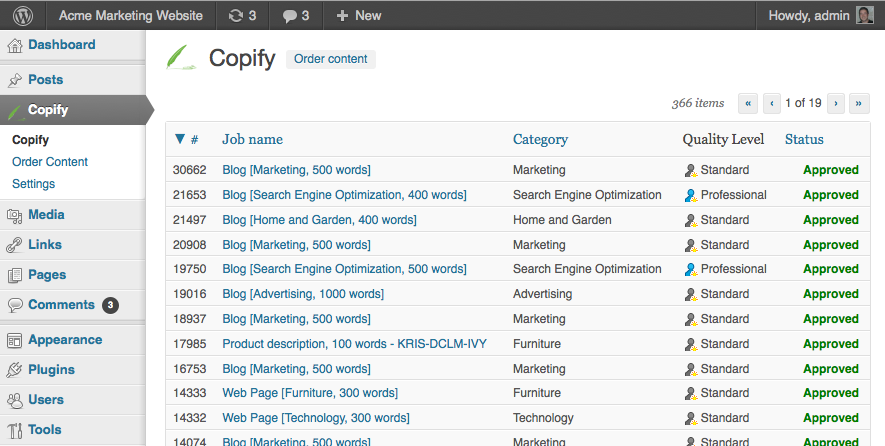 Acme Marketing Website 3 3 + New Howdy, admin
Dashboard
Posts
Copify
Copify
Order Content
Settings
Media
Links
Pages
Comments 3
Appearance
Plugins
Users
Tools
Copify Order content
366 items « ‹ 1 of 19 › »
▼ # Job name Category Quality Level Status
30662 Blog [Marketing, 500 words] Marketing Standard Approved
21653 Blog [Search Engine Optimization, 400 words] Search Engine Optimization Professional Approved
21497 Blog [Home and Garden, 400 words] Home and Garden Standard Approved
20908 Blog [Marketing, 500 words] Marketing Standard Approved
19750 Blog [Search Engine Optimization, 500 words] Search Engine Optimization Professional Approved
19016 Blog [Advertising, 1000 words] Advertising Standard Approved
18937 Blog [Marketing, 500 words] Marketing Standard Approved
17985 Product description, 100 words - KRIS-DCLM-IVY Furniture Standard Approved
16753 Blog [Marketing, 500 words] Marketing Standard Approved
14333 Web Page [Furniture, 300 words] Furniture Standard Approved
14332 Web Page [Technology, 300 words] Technology Standard Approved
14074 Blog [Marketing, 500 words] Marketing Standard Approved